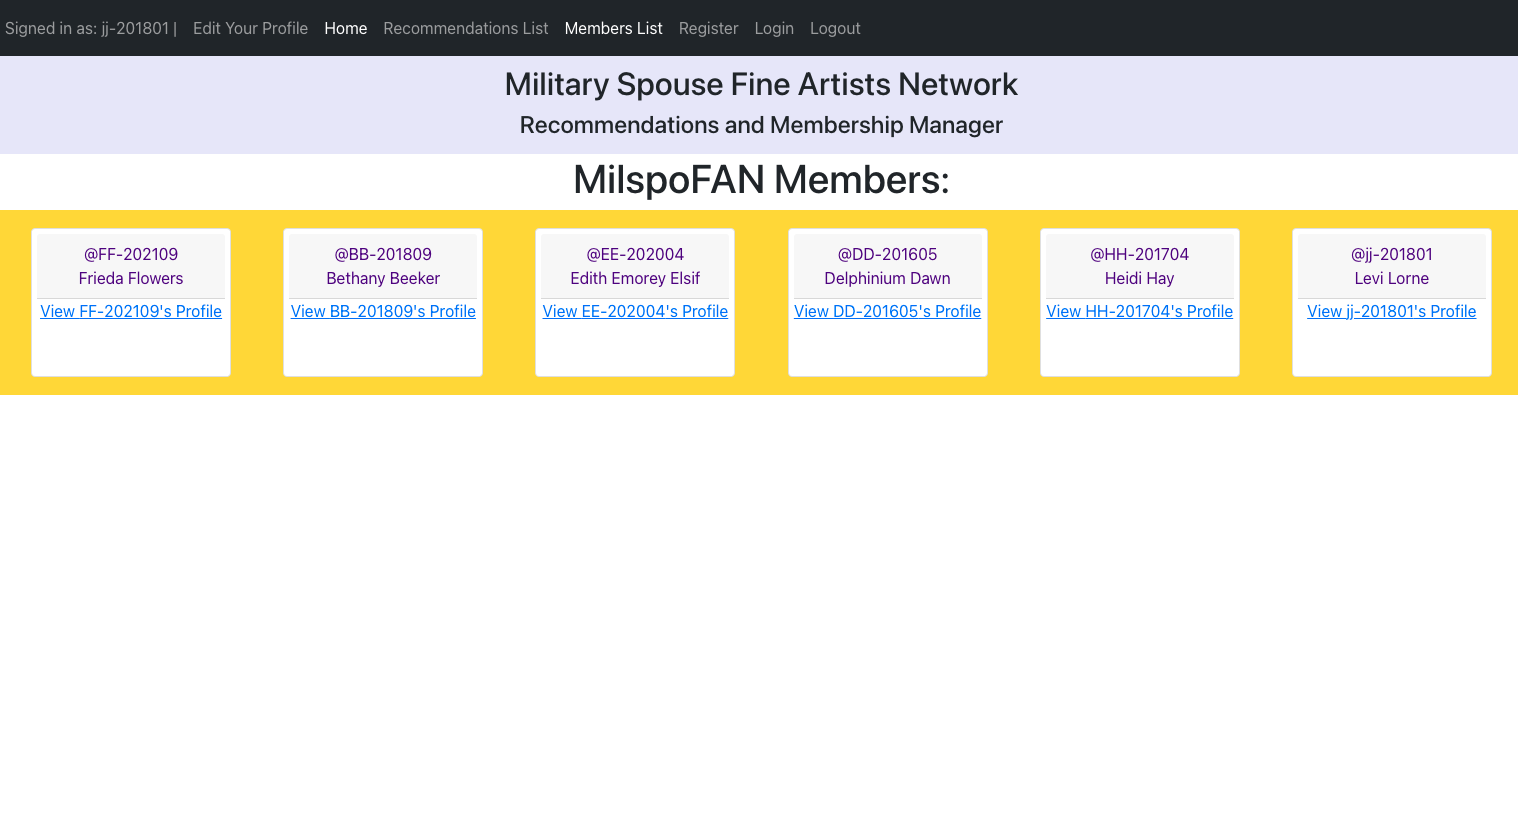 Signed in as: jj-201801 | Edit Your Profile Home Recommendations List Members List Register Login Logout
Military Spouse Fine Artists Network
Recommendations and Membership Manager
MilspoFAN Members:
@FF-202109
Frieda Flowers
View FF-202109's Profile
@BB-201809
Bethany Beeker
View BB-201809's Profile
@EE-202004
Edith Emorey Elsif
View EE-202004's Profile
@DD-201605
Delphinium Dawn
View DD-201605's Profile
@HH-201704
Heidi Hay
View HH-201704's Profile
@jj-201801
Levi Lorne
View jj-201801's Profile